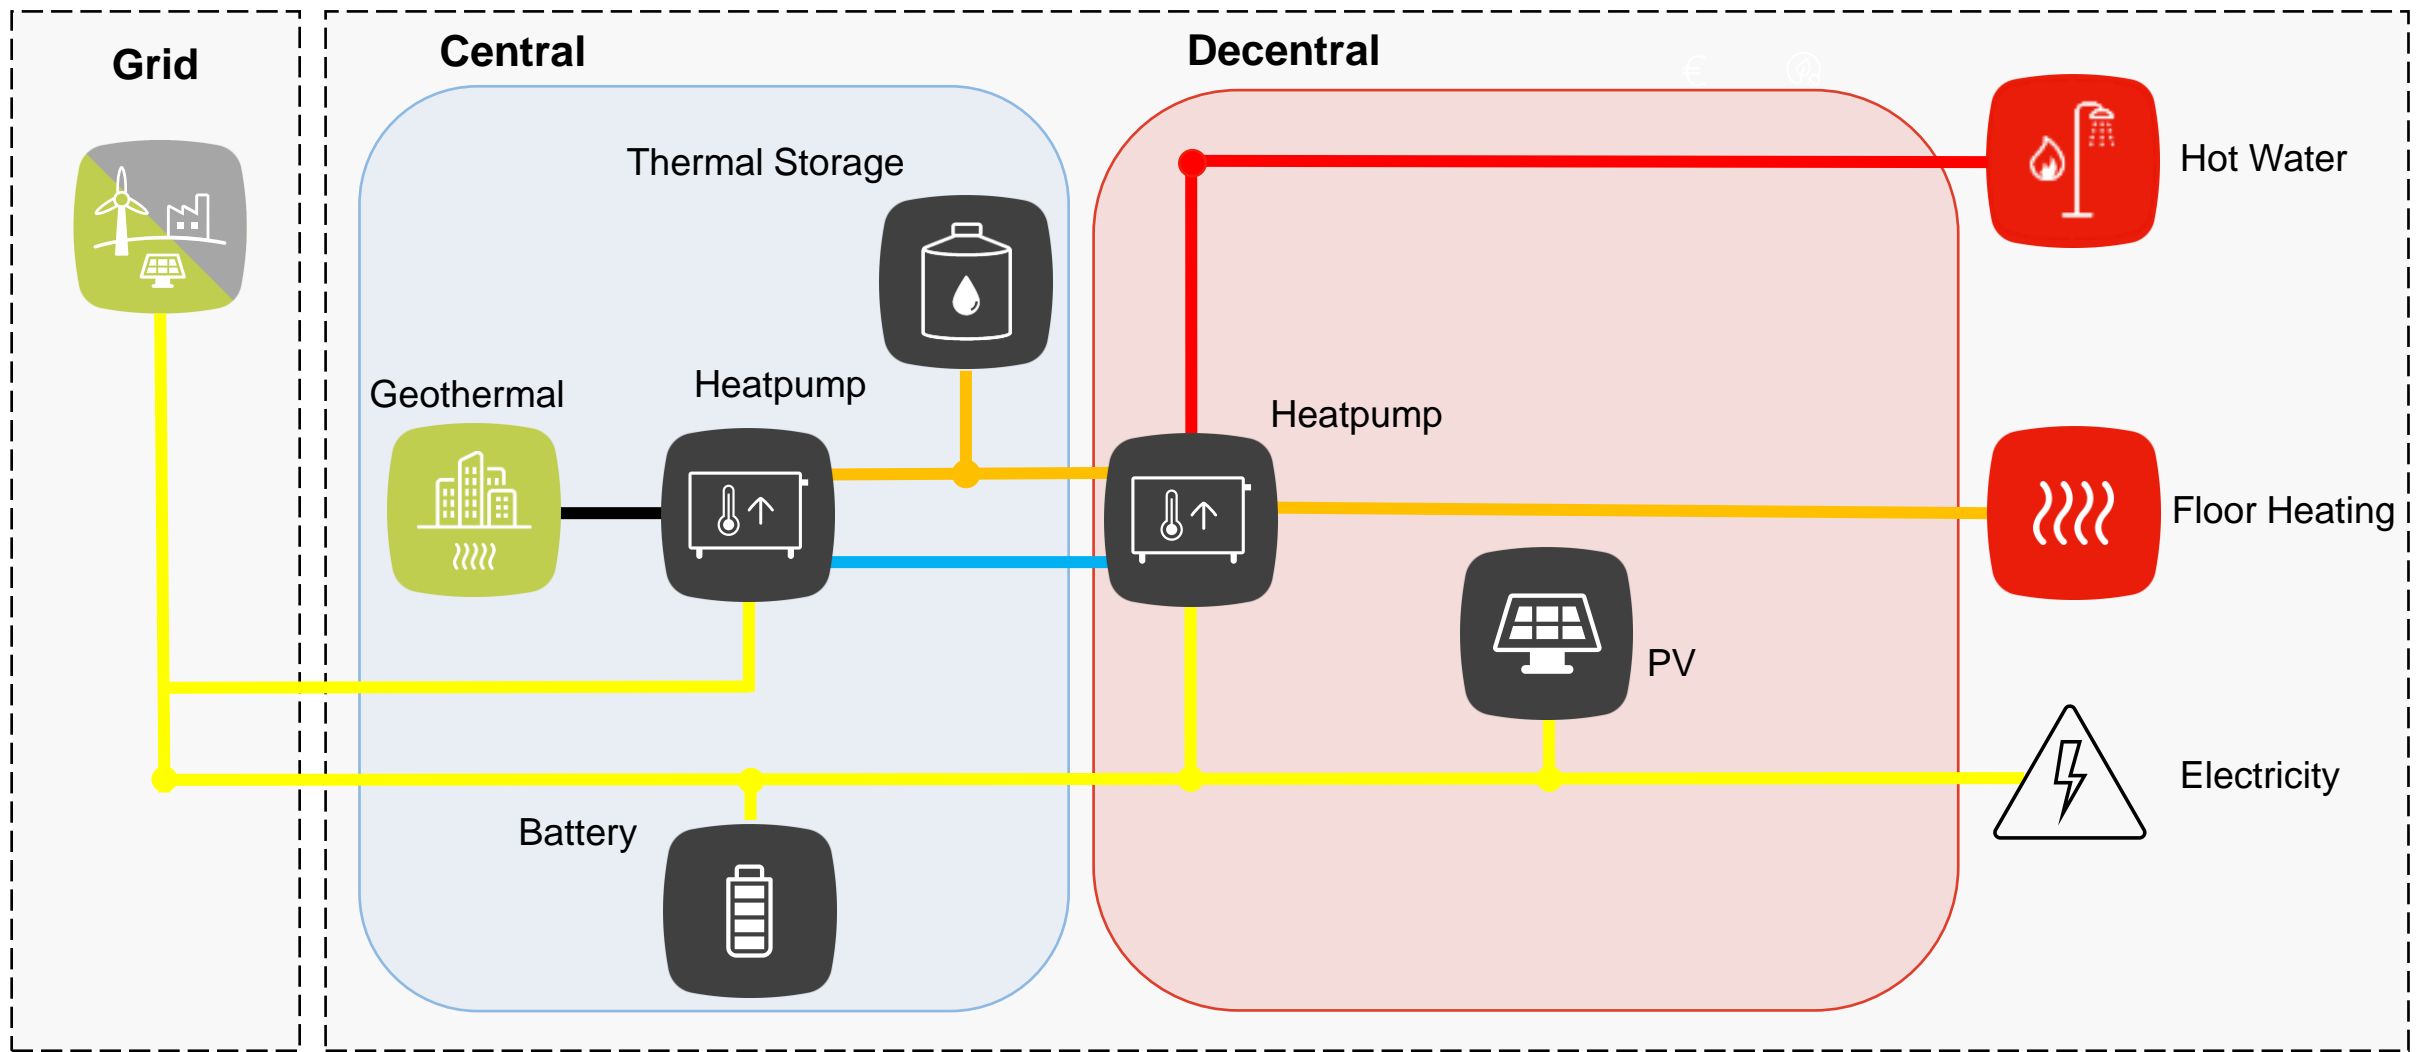 Grid
Central
Decentral
Thermal Storage
Hot Water
Geothermal
Heatpump
Heatpump
Floor Heating
PV
Electricity
Battery